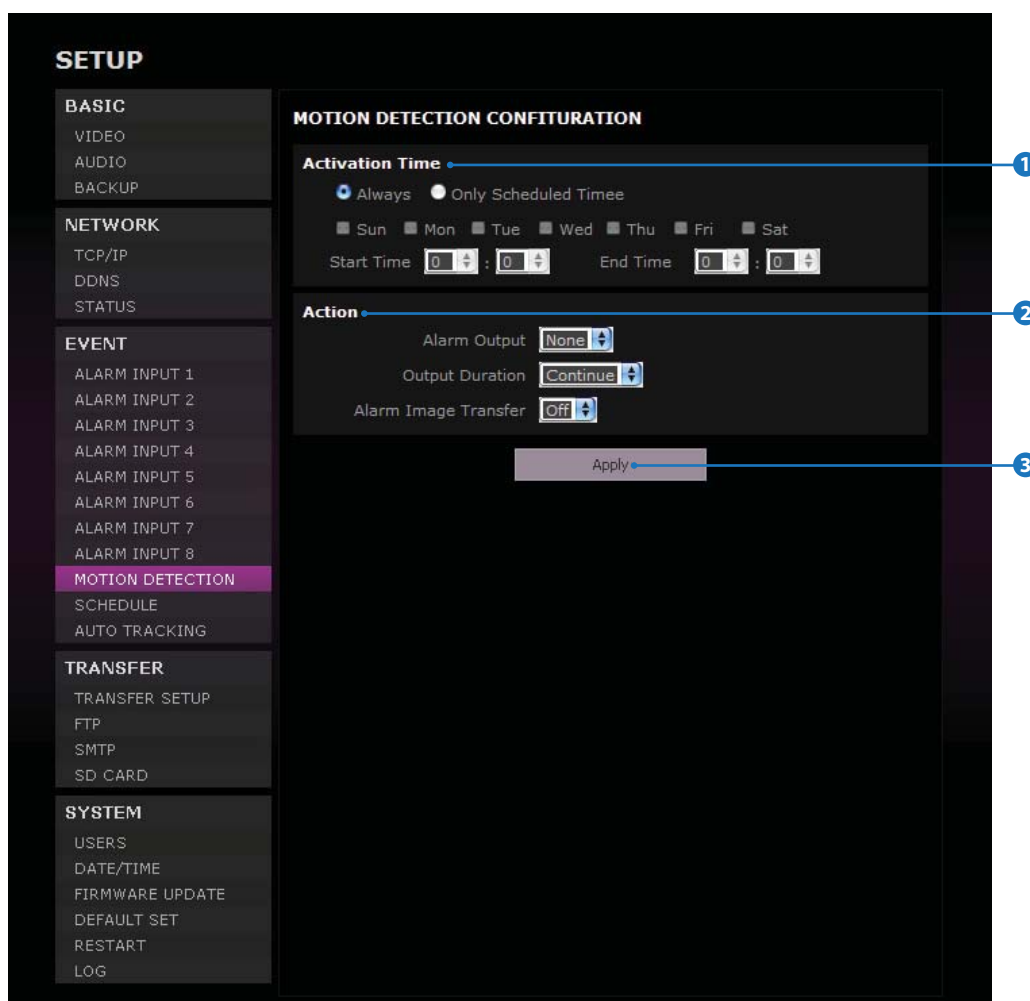 SETUP
BASIC
VIDEO
AUDIO
BACKUP
NETWORK
TCP/IP
DDNS
STATUS
EVENT
ALARM INPUT 1
ALARM INPUT 2
ALARM INPUT 3
ALARM INPUT 4
ALARM INPUT 5
ALARM INPUT 6
ALARM INPUT 7
ALARM INPUT 8
MOTION DETECTION
SCHEDULE
AUTO TRACKING
TRANSFER
TRANSFER SETUP
FTP
SMTP
SD CARD
SYSTEM
USERS
DATE/TIME
FIRMWARE UPDATE
DEFAULT SET
RESTART
LOG
MOTION DETECTION CONFITURATION
Activation Time 1
Always Only Scheduled Timee
Sun Mon Tue Wed Thu Fri Sat
Start Time 0 : 0 End Time 0 : 0
Action 2
Alarm Output None
Output Duration Continue
Alarm Image Transfer Off
Apply 3